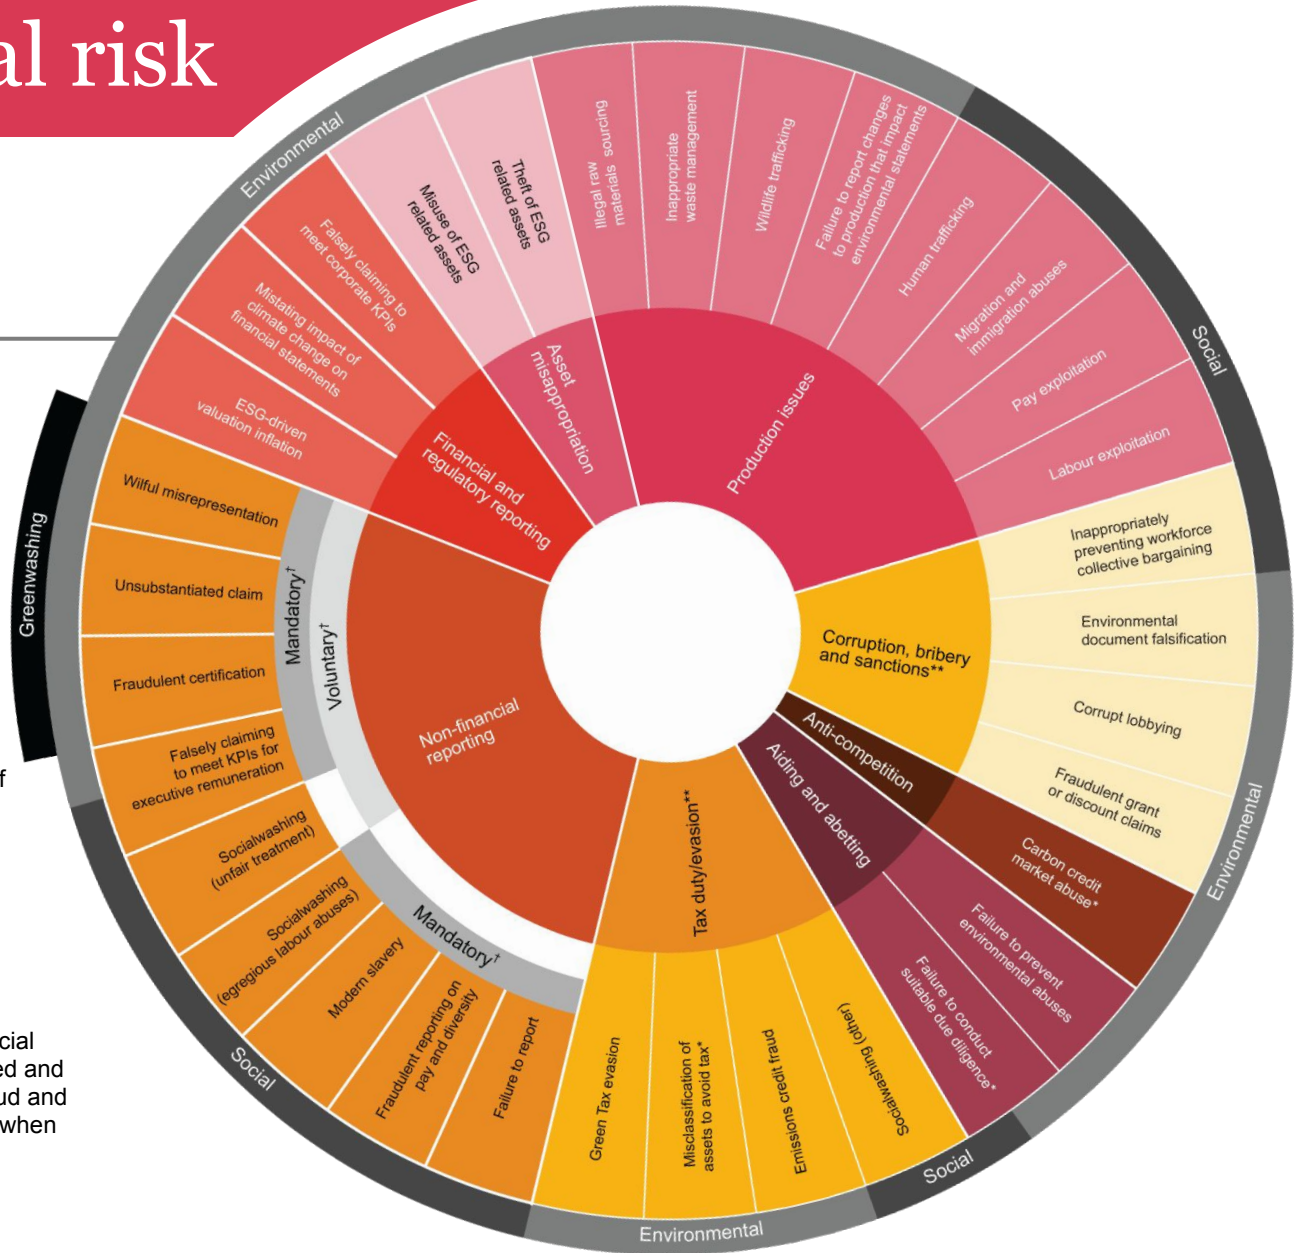 al risk
Environmental
Misuse of ESG
related assets
Theft of ESG
related assets
Illegal raw
materials sourcing
Inappropriate
waste management
Wildlife trafficking
Failure to report changes
to production that impact
environmental statements
Human trafficking
Migration and
immigration abuses
Pay exploitation
Labour exploitation
Social
Falsely claiming to
meet corporate KPIs
Mistating impact of
climate change on
financial statements
ESG-driven
valuation inflation
Financial and
regulatory reporting
Asset
misappropriation
Production issues
Inappropriately
preventing workforce
collective bargaining
Environmental
document falsification
Corrupt lobbying
Fraudulent grant
or discount claims
Corruption, bribery
and sanctions**
Environmental
Anti-competition
Carbon credit
market abuse*
Aiding and abetting
Failure to prevent
environmental abuses
Failure to conduct
suitable due diligence*
Social
Tax duty/evasion**
Socialwashing (other)
Emissions credit fraud
Misclassification of
assets to avoid tax*
Green Tax evasion
Environmental
Non-financial
reporting
Greenwashing
Wilful misrepresentation
Unsubstantiated claim
Fraudulent certification
Falsely claiming
to meet KPIs for
executive remuneration
Mandatory†
Voluntary†
Socialwashing
(unfair treatment)
Socialwashing
(egregious labour abuses)
Modern slavery
Fraudulent reporting on
pay and diversity
Failure to report
Mandatory†
Social
f
cial
ed and
ud and
when